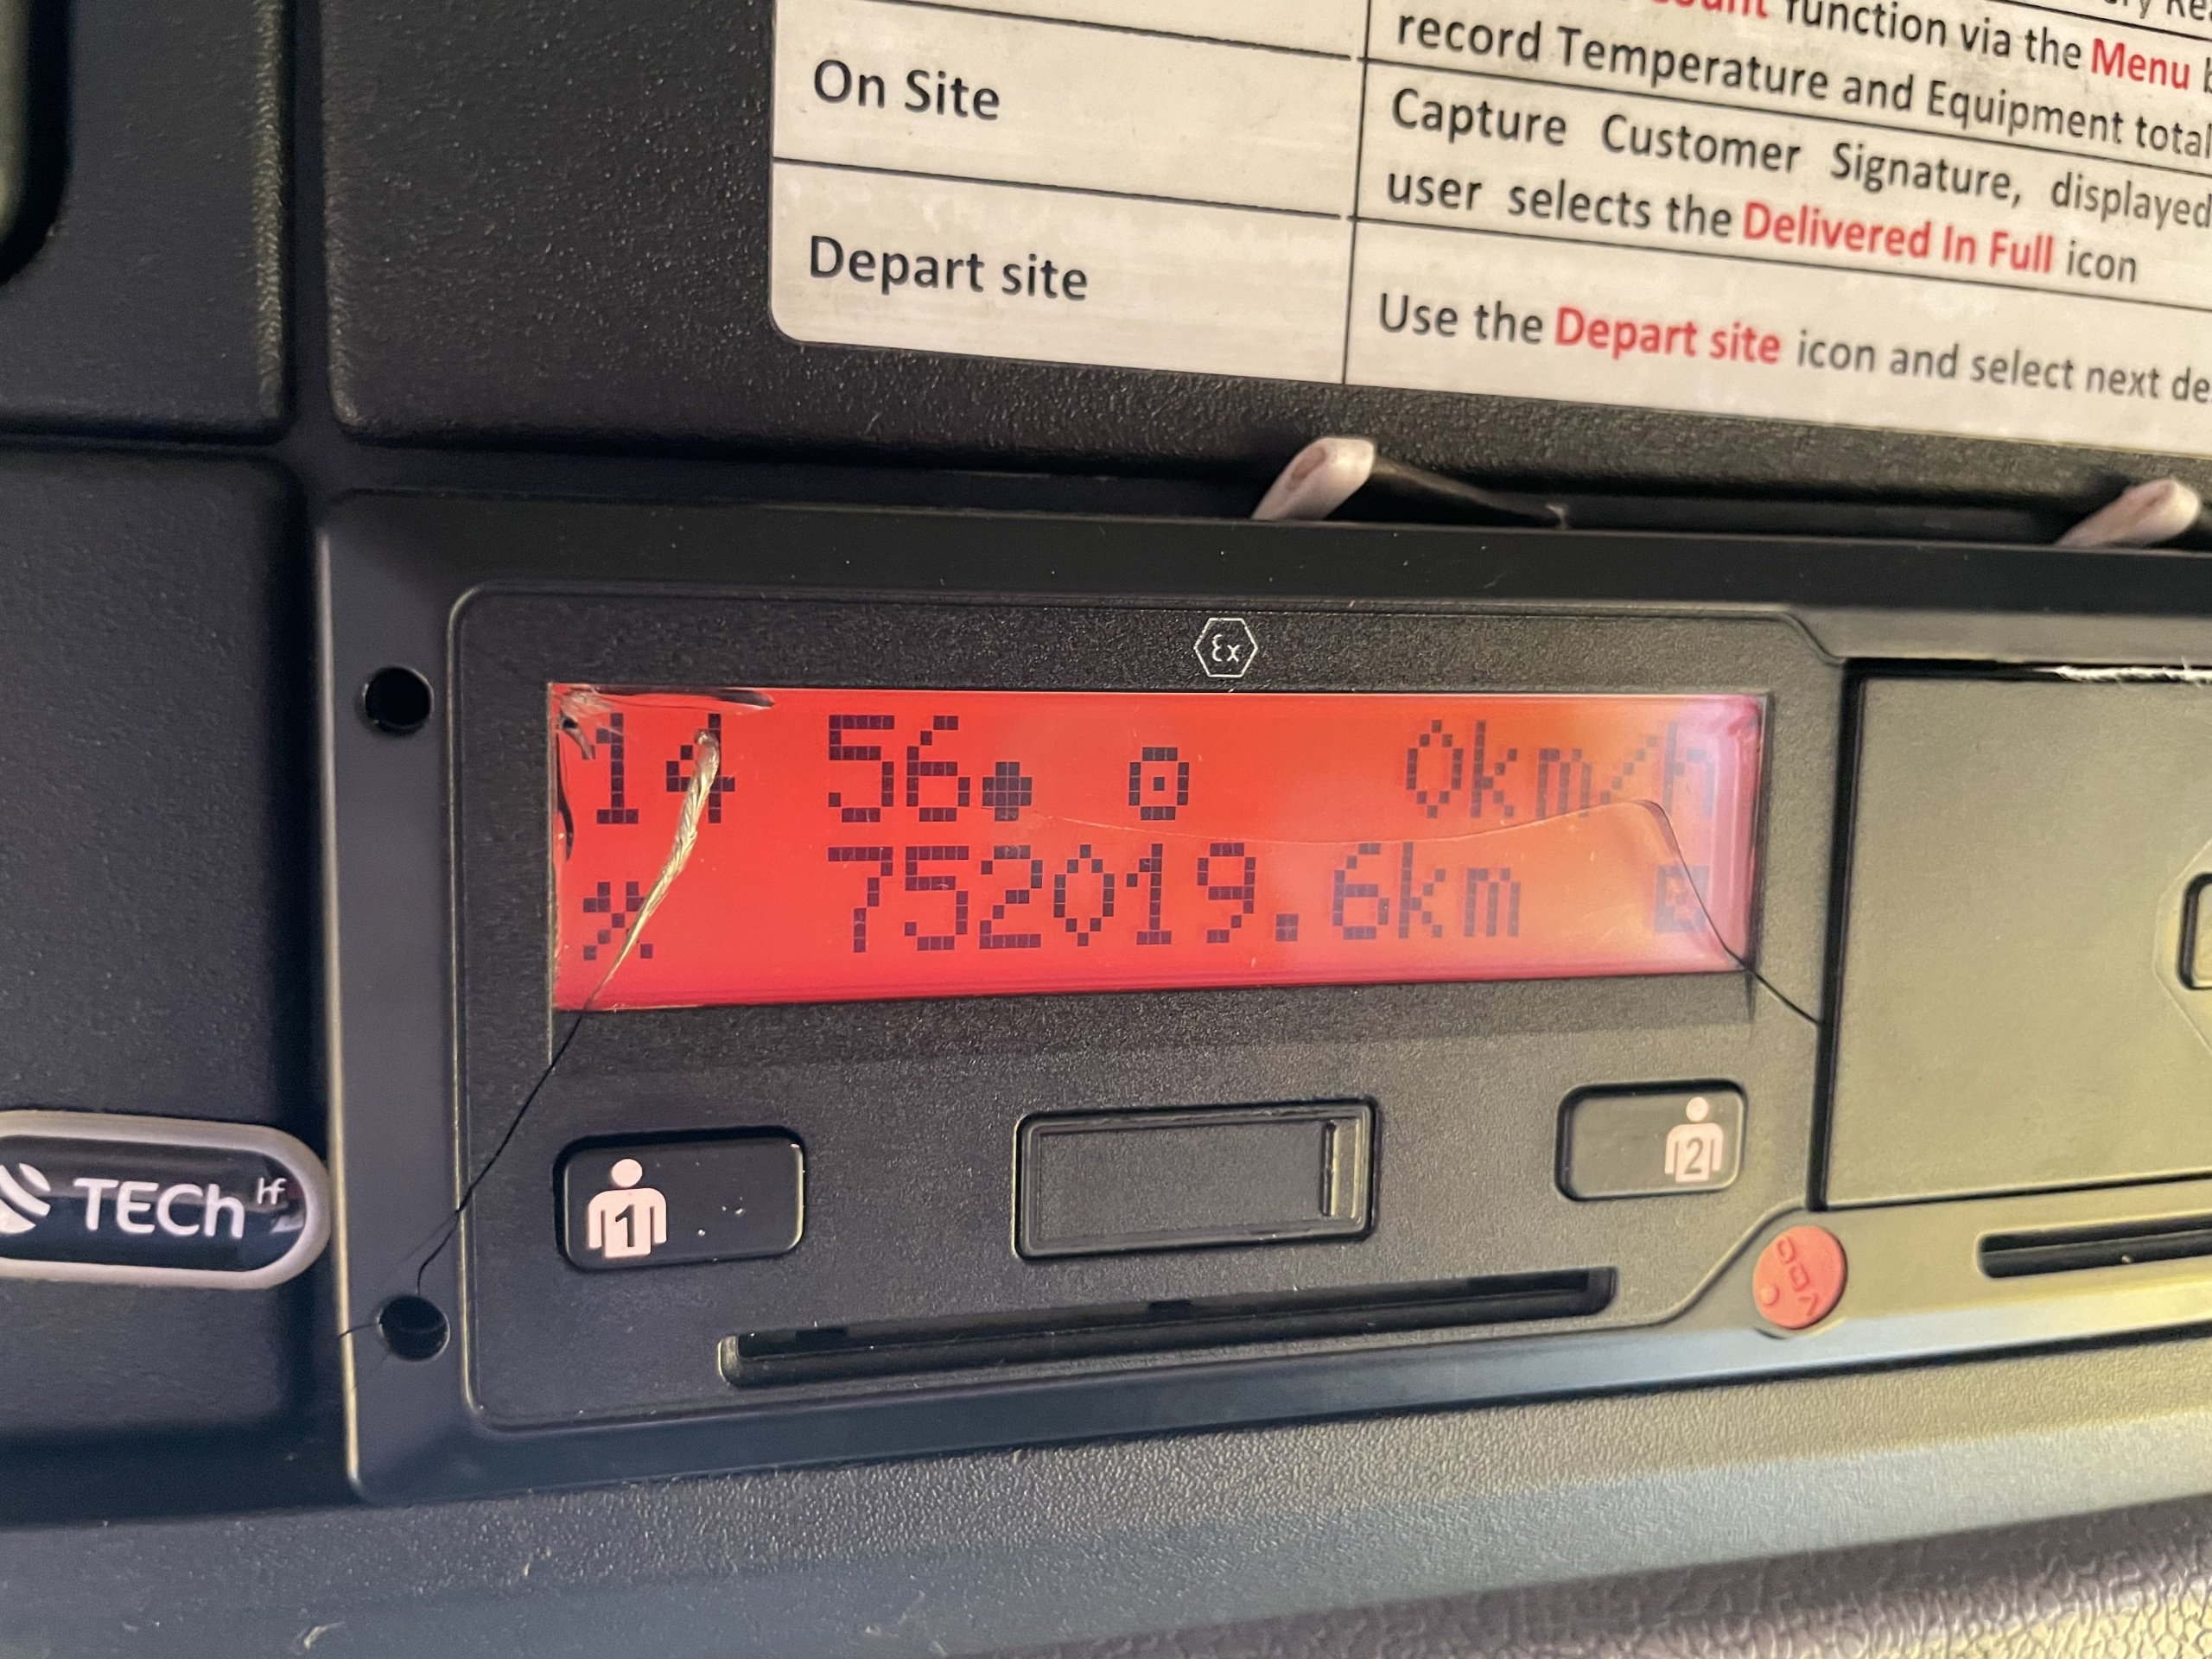 function via the Menu
record Temperature and Equipment
On Site
Capture Customer Signature, displayed
user selects the Delivered In Full icon
Depart site
Use the Depart site icon and select next
Ex
14 56 0km/h
752019.6km
1
2
TECh
VDO